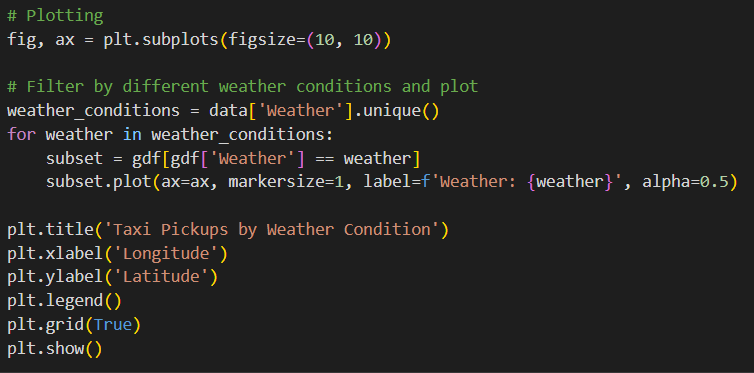 # Plotting
fig, ax = plt.subplots(figsize=(10, 10))

# Filter by different weather conditions and plot
weather_conditions = data['Weather'].unique()
for weather in weather_conditions:
    subset = gdf[gdf['Weather'] == weather]
    subset.plot(ax=ax, markersize=1, label=f'Weather: {weather}', alpha=0.5)

plt.title('Taxi Pickups by Weather Condition')
plt.xlabel('Longitude')
plt.ylabel('Latitude')
plt.legend()
plt.grid(True)
plt.show()